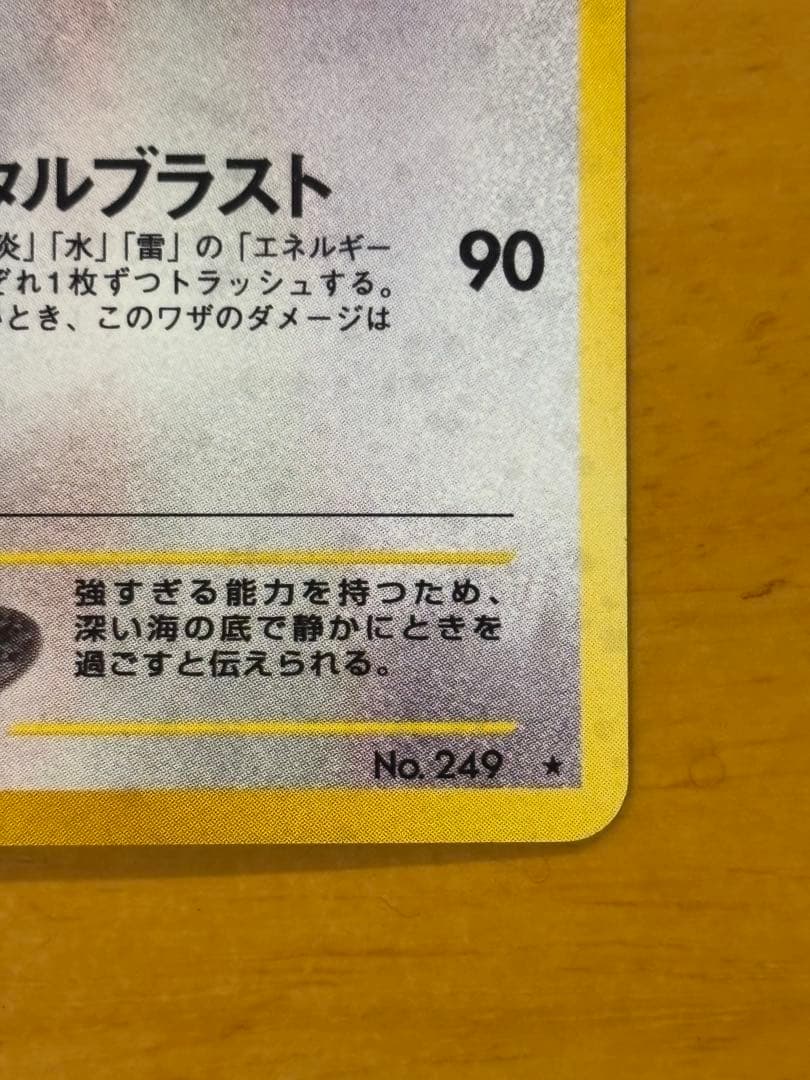 タルブラスト
炎」「水」「雷」の「エネルギー
ぞれ1枚ずつトラッシュする。
いとき、このワザのダメージは
90
強すぎる能力を持つため、
深い海の底で静かにときを
過ごすと伝えられる。
No. 249 ★